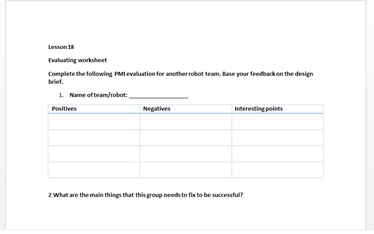 Lesson 18
Evaluating worksheet
Complete the following PMI evaluation for another robot team. Base your feedback on the design
brief.
1. Name of team/robot: ____________________
Positives Negatives Interesting points
2 What are the main things that this group needs to fix to be successful?